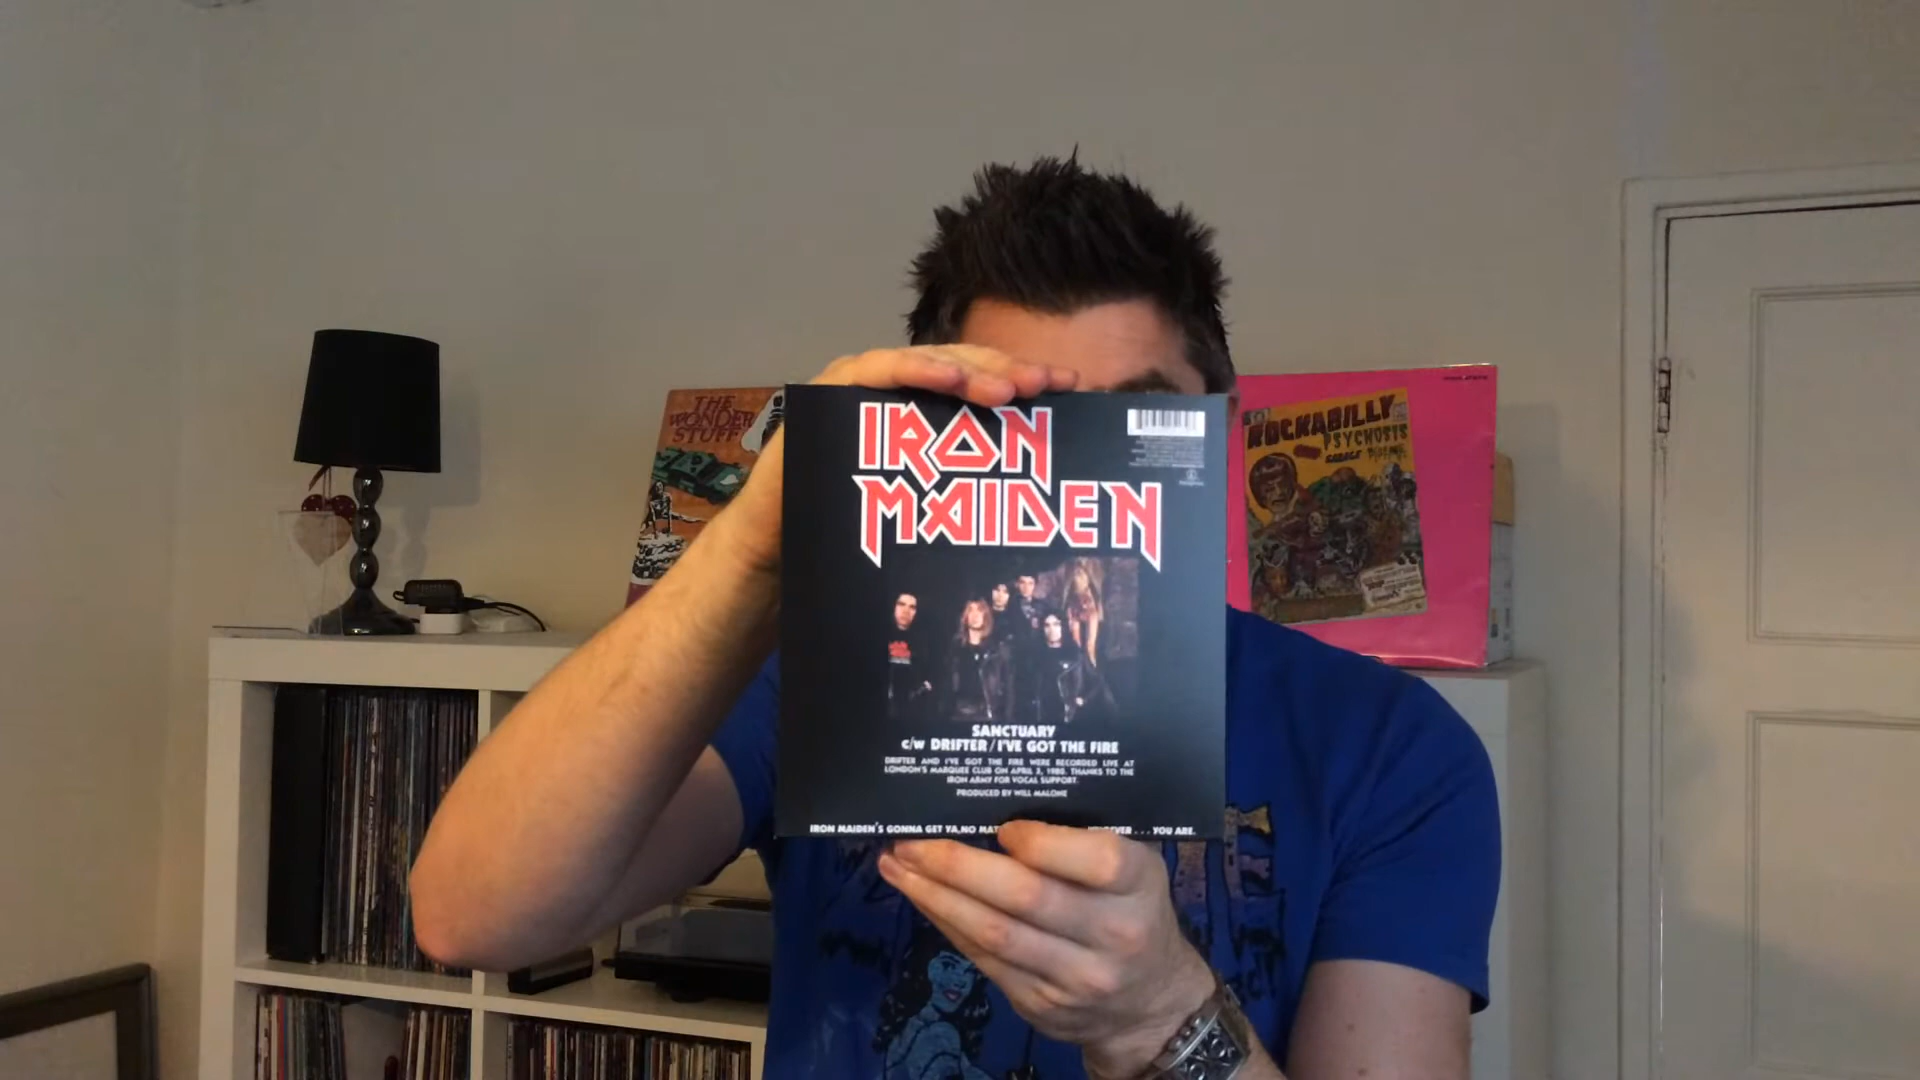 THE
WONDER
STUFF
IRON
MAIDEN
SANCTUARY
c/w DRIFTER / I'VE GOT THE FIRE
DRIFTER AND I'VE GOT THE FIRE WERE RECORDED LIVE AT
LONDON'S MARQUEE CLUB ON APRIL 3, 1980. THANKS TO THE
IRON ARMY FOR VOCAL SUPPORT.
PRODUCED BY WILL MALONE
IRON MAIDEN'S GONNA GET YA, NO YOU ARE.
ROCKABILLY
PSYCHOSIS
GARAGE DISEASE